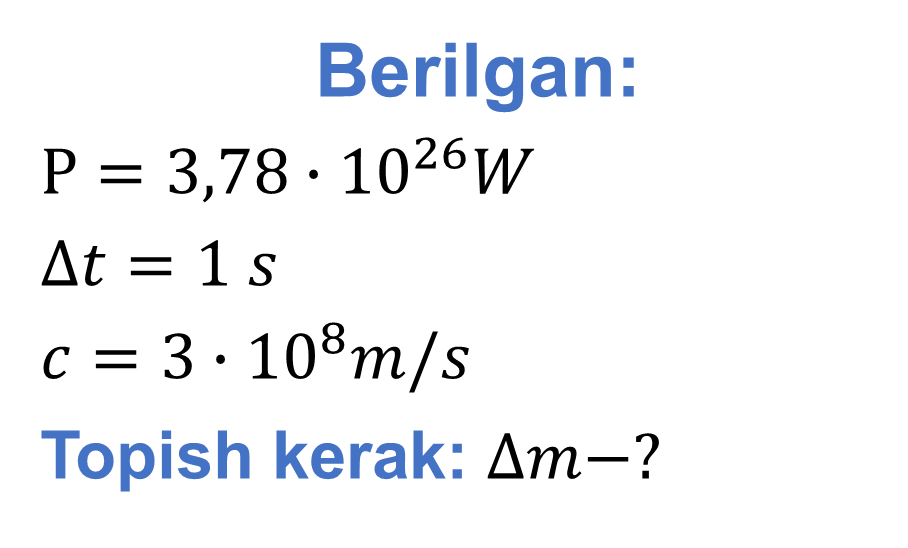 Berilgan:
P = 3,78 · 10²⁶W
Δt = 1 s
c = 3 · 10⁸m/s
Topish kerak: Δm−?